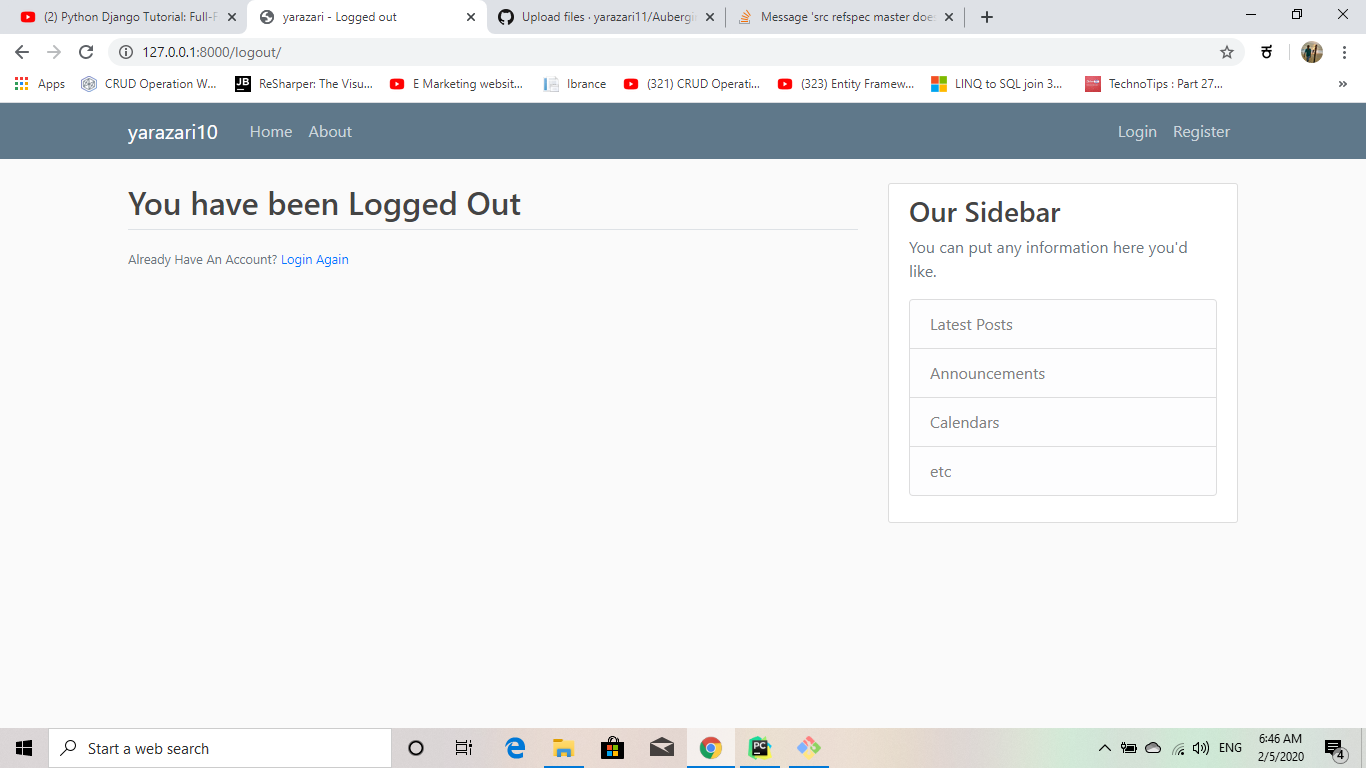 (2) Python Django Tutorial: Full-F
yarazari - Logged out
Upload files · yarazari11/Aubergi
Message 'src refspec master doe
127.0.0.1:8000/logout/
Apps
CRUD Operation W...
ReSharper: The Visu...
E Marketing websit...
Ibrance
(321) CRUD Operati...
(323) Entity Framew...
LINQ to SQL join 3...
TechnoTips : Part 27...
»
yarazari10 Home About Login Register
You have been Logged Out
Already Have An Account? Login Again
Our Sidebar
You can put any information here you'd
like.
Latest Posts
Announcements
Calendars
etc
Start a web search
ENG
6:46 AM
2/5/2020
4